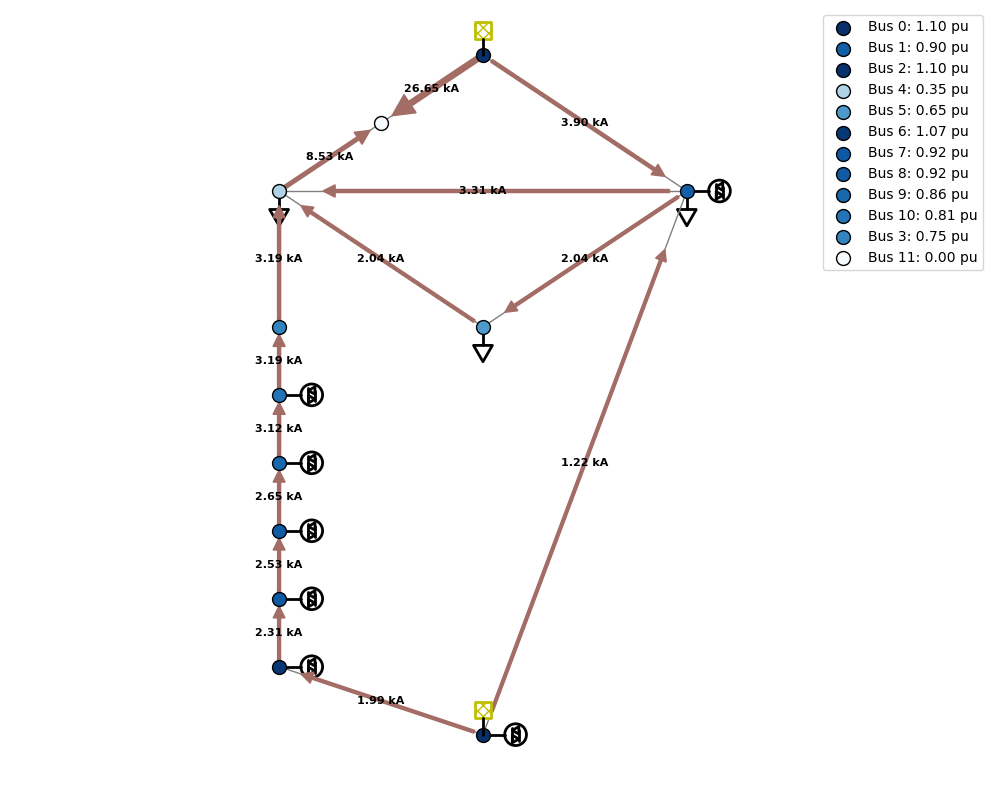 Bus 0: 1.10 pu
Bus 1: 0.90 pu
Bus 2: 1.10 pu
Bus 4: 0.35 pu
Bus 5: 0.65 pu
Bus 6: 1.07 pu
Bus 7: 0.92 pu
Bus 8: 0.92 pu
Bus 9: 0.86 pu
Bus 10: 0.81 pu
Bus 3: 0.75 pu
Bus 11: 0.00 pu
26.65 kA
3.90 kA
8.53 kA
3.31 kA
3.19 kA
2.04 kA
2.04 kA
3.19 kA
3.12 kA
1.22 kA
2.65 kA
2.53 kA
2.31 kA
1.99 kA